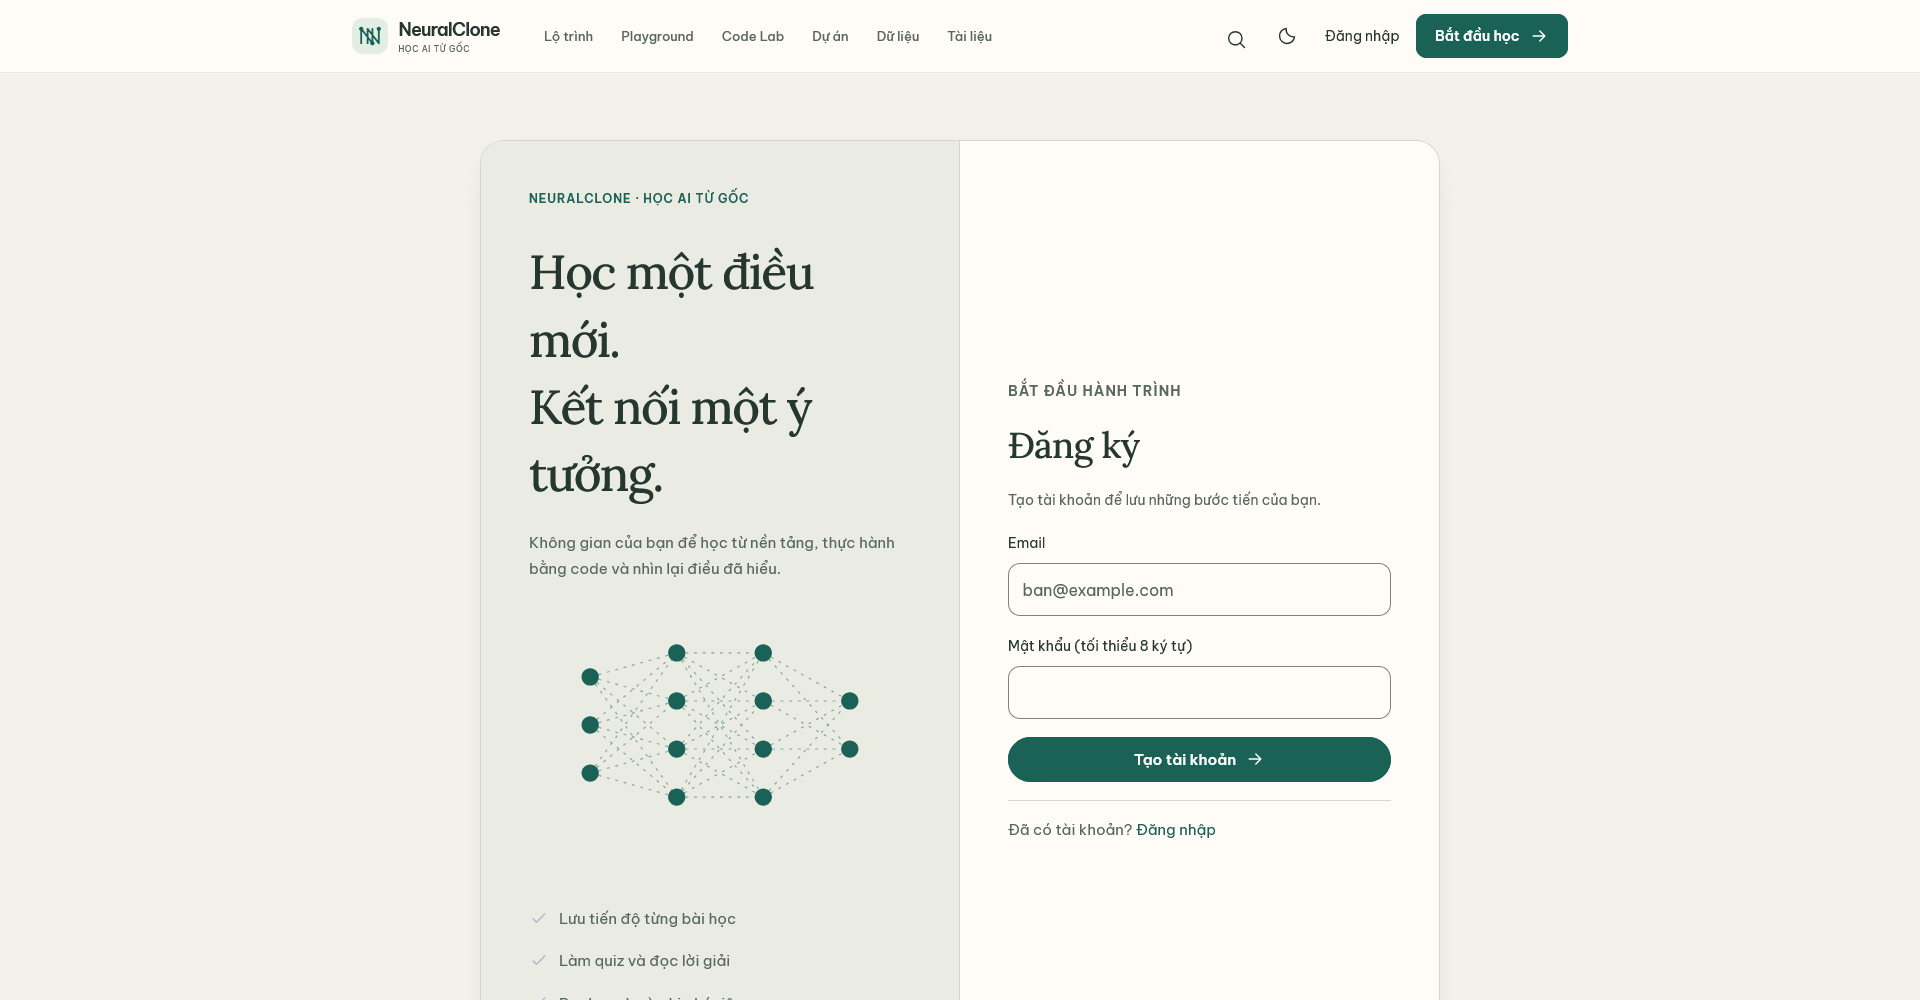 NeuralClone
HỌC AI TỪ GỐC
Lộ trình
Playground
Code Lab
Dự án
Dữ liệu
Tài liệu
Đăng nhập
Bắt đầu học
NEURALCLONE · HỌC AI TỪ GỐC
Học một điều
mới.
Kết nối một ý
tưởng.
Không gian của bạn để học từ nền tảng, thực hành
bằng code và nhìn lại điều đã hiểu.
Lưu tiến độ từng bài học
Làm quiz và đọc lời giải
BẮT ĐẦU HÀNH TRÌNH
Đăng ký
Tạo tài khoản để lưu những bước tiến của bạn.
Email
ban@example.com
Mật khẩu (tối thiểu 8 ký tự)
Tạo tài khoản
Đã có tài khoản? Đăng nhập